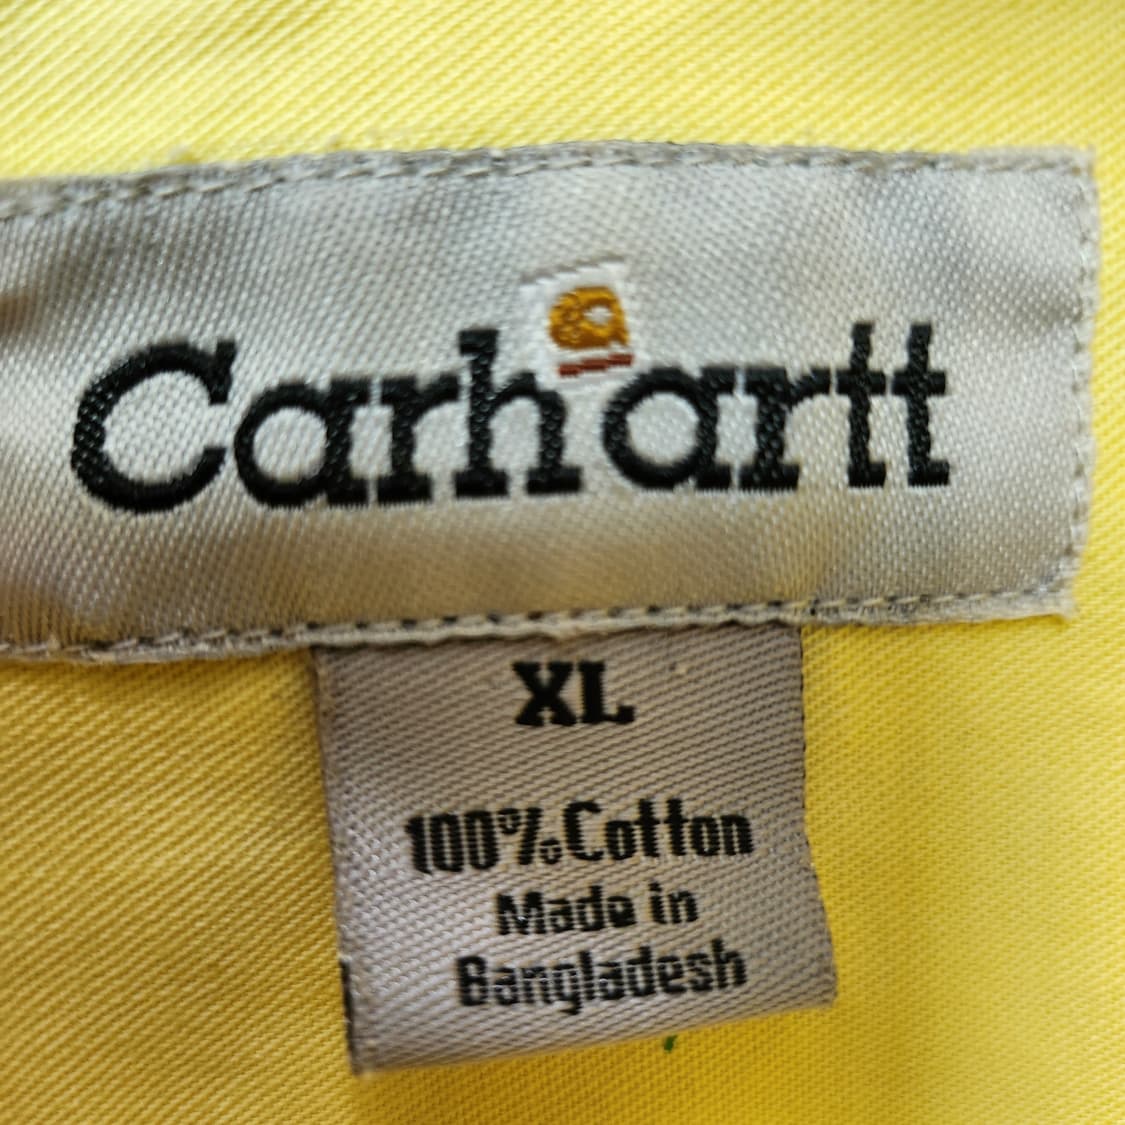 Carhartt
XL
100% Cotton
Made in
Bangladesh